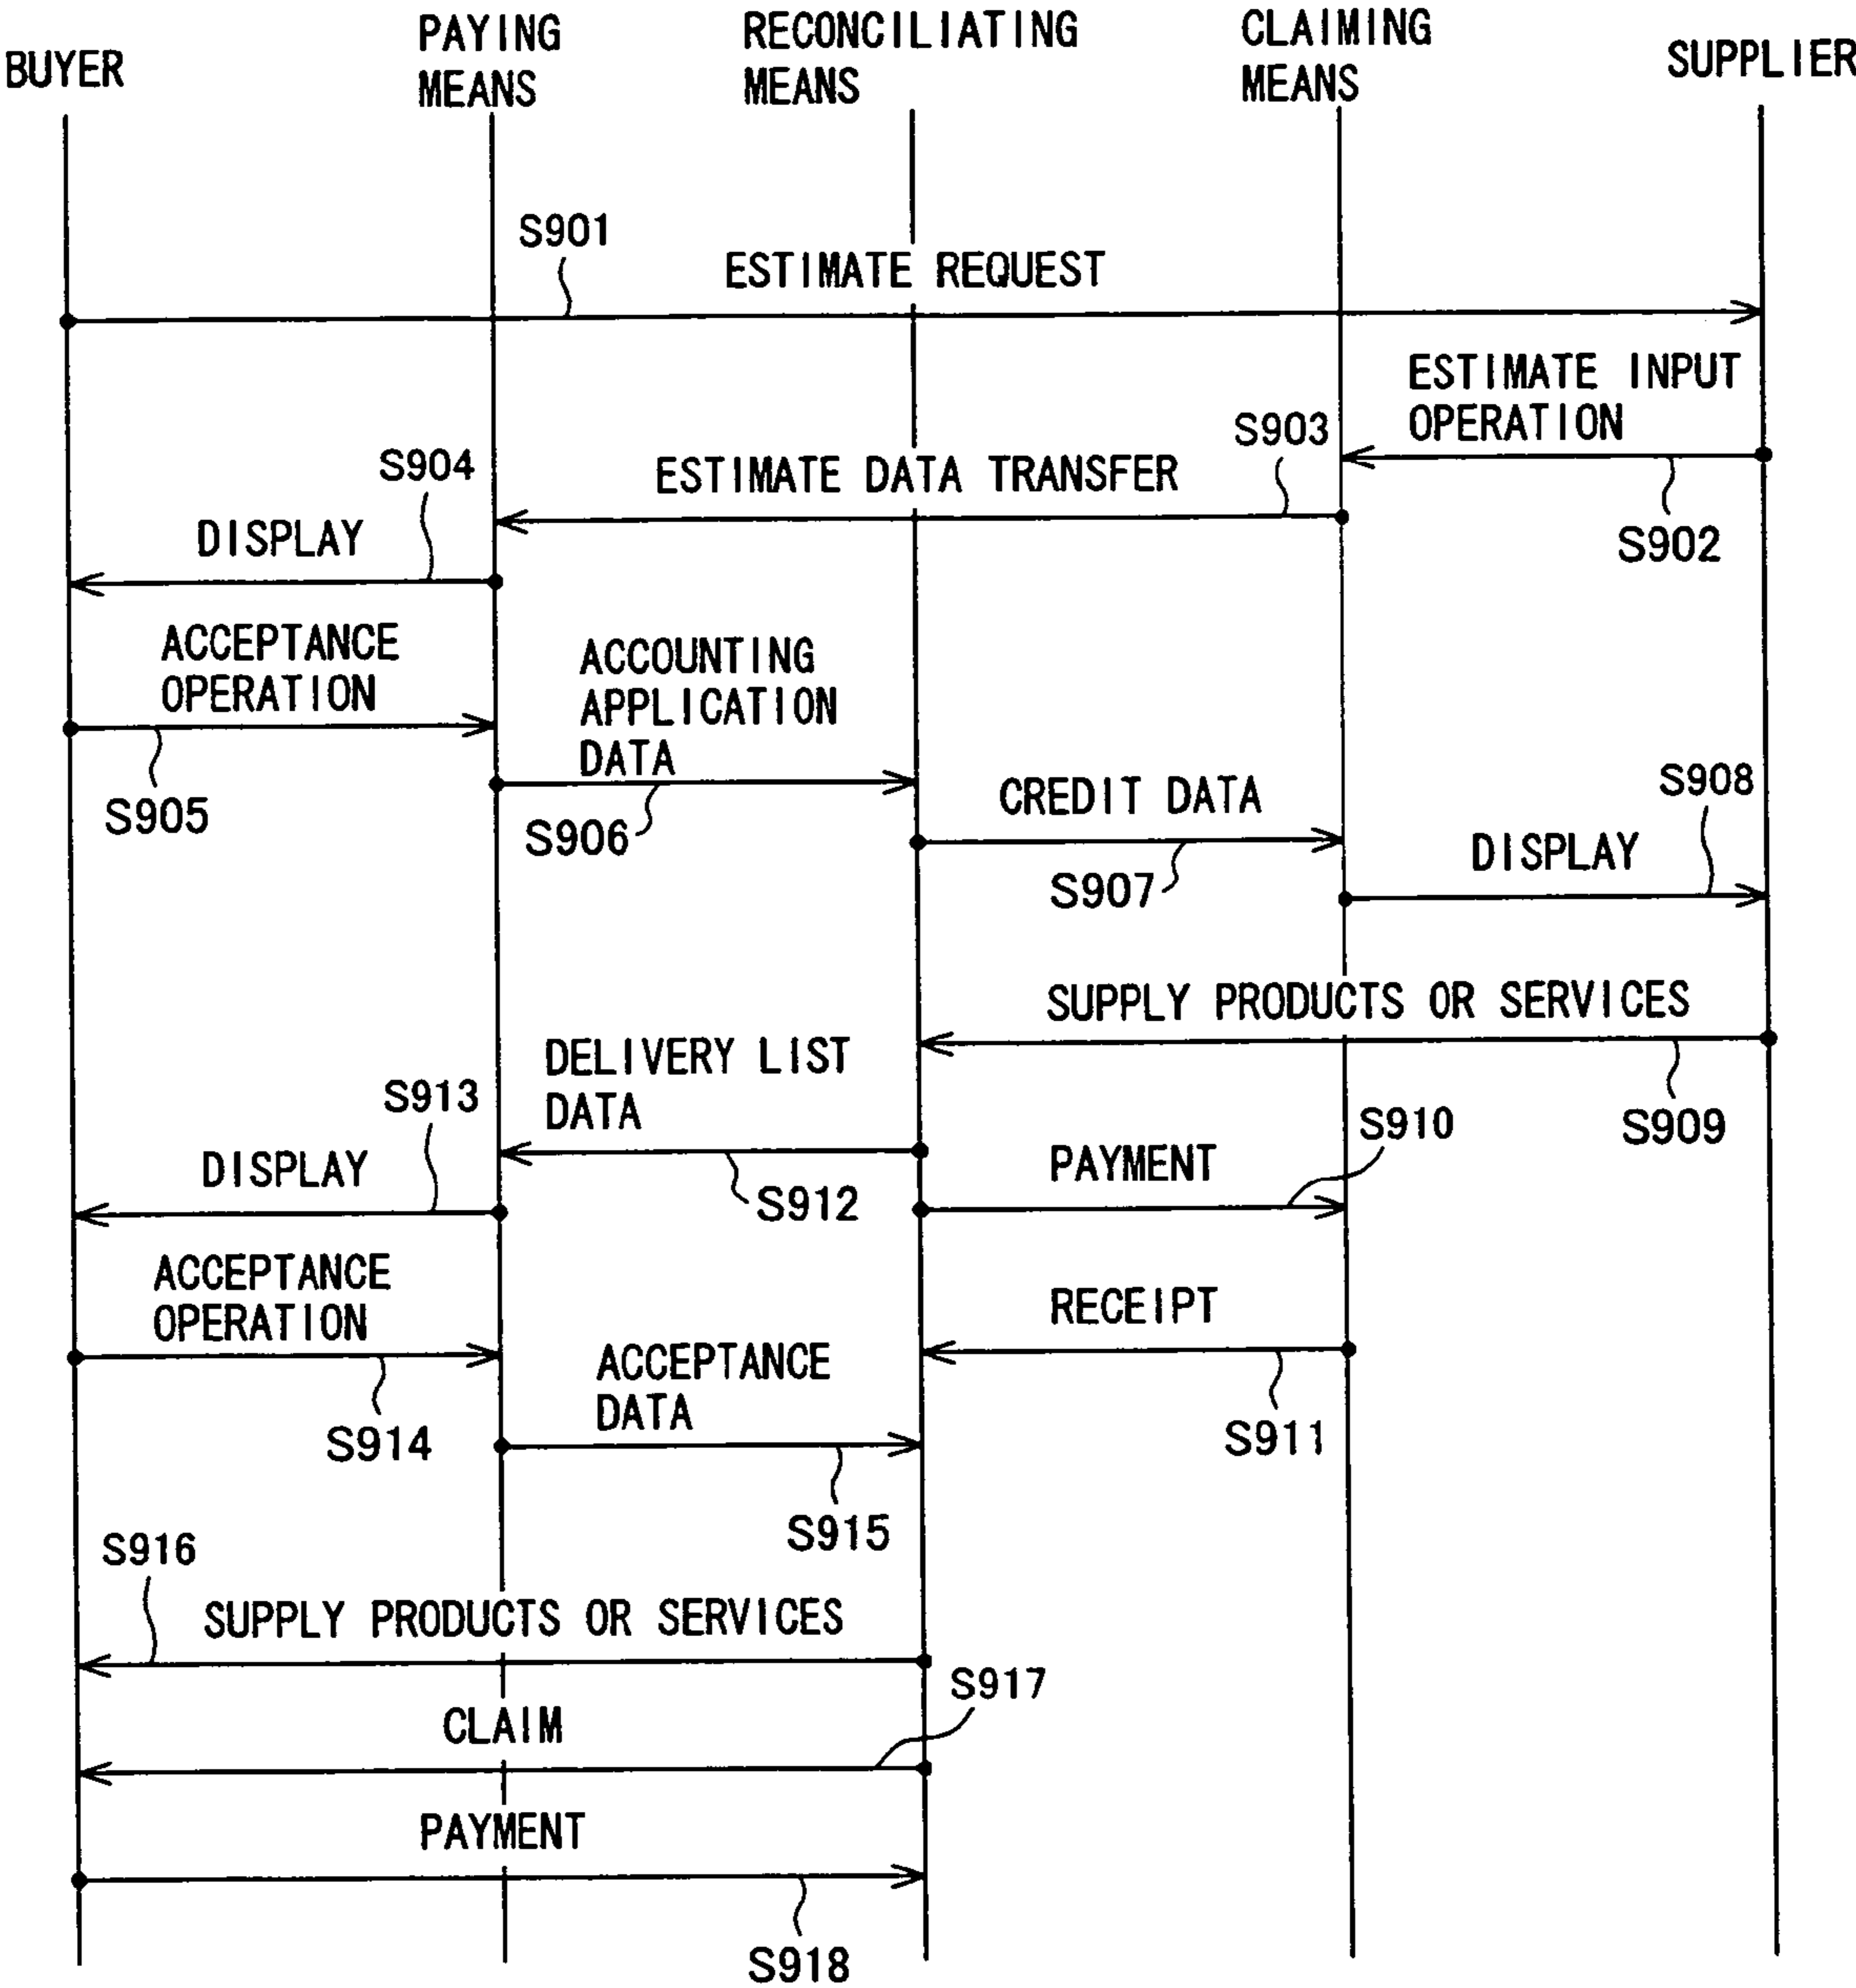 BUYER
PAYING
MEANS
RECONCILIATING
MEANS
CLAIMING
MEANS
SUPPLIER
S901
ESTIMATE REQUEST
ESTIMATE INPUT
OPERATION
S902
S903
ESTIMATE DATA TRANSFER
S904
DISPLAY
ACCEPTANCE
OPERATION
S905
ACCOUNTING
APPLICATION
DATA
S906
CREDIT DATA
S907
S908
DISPLAY
SUPPLY PRODUCTS OR SERVICES
S909
DELIVERY LIST
DATA
S912
S913
DISPLAY
S910
PAYMENT
ACCEPTANCE
OPERATION
S914
RECEIPT
S911
ACCEPTANCE
DATA
S915
S916
SUPPLY PRODUCTS OR SERVICES
S917
CLAIM
PAYMENT
S918